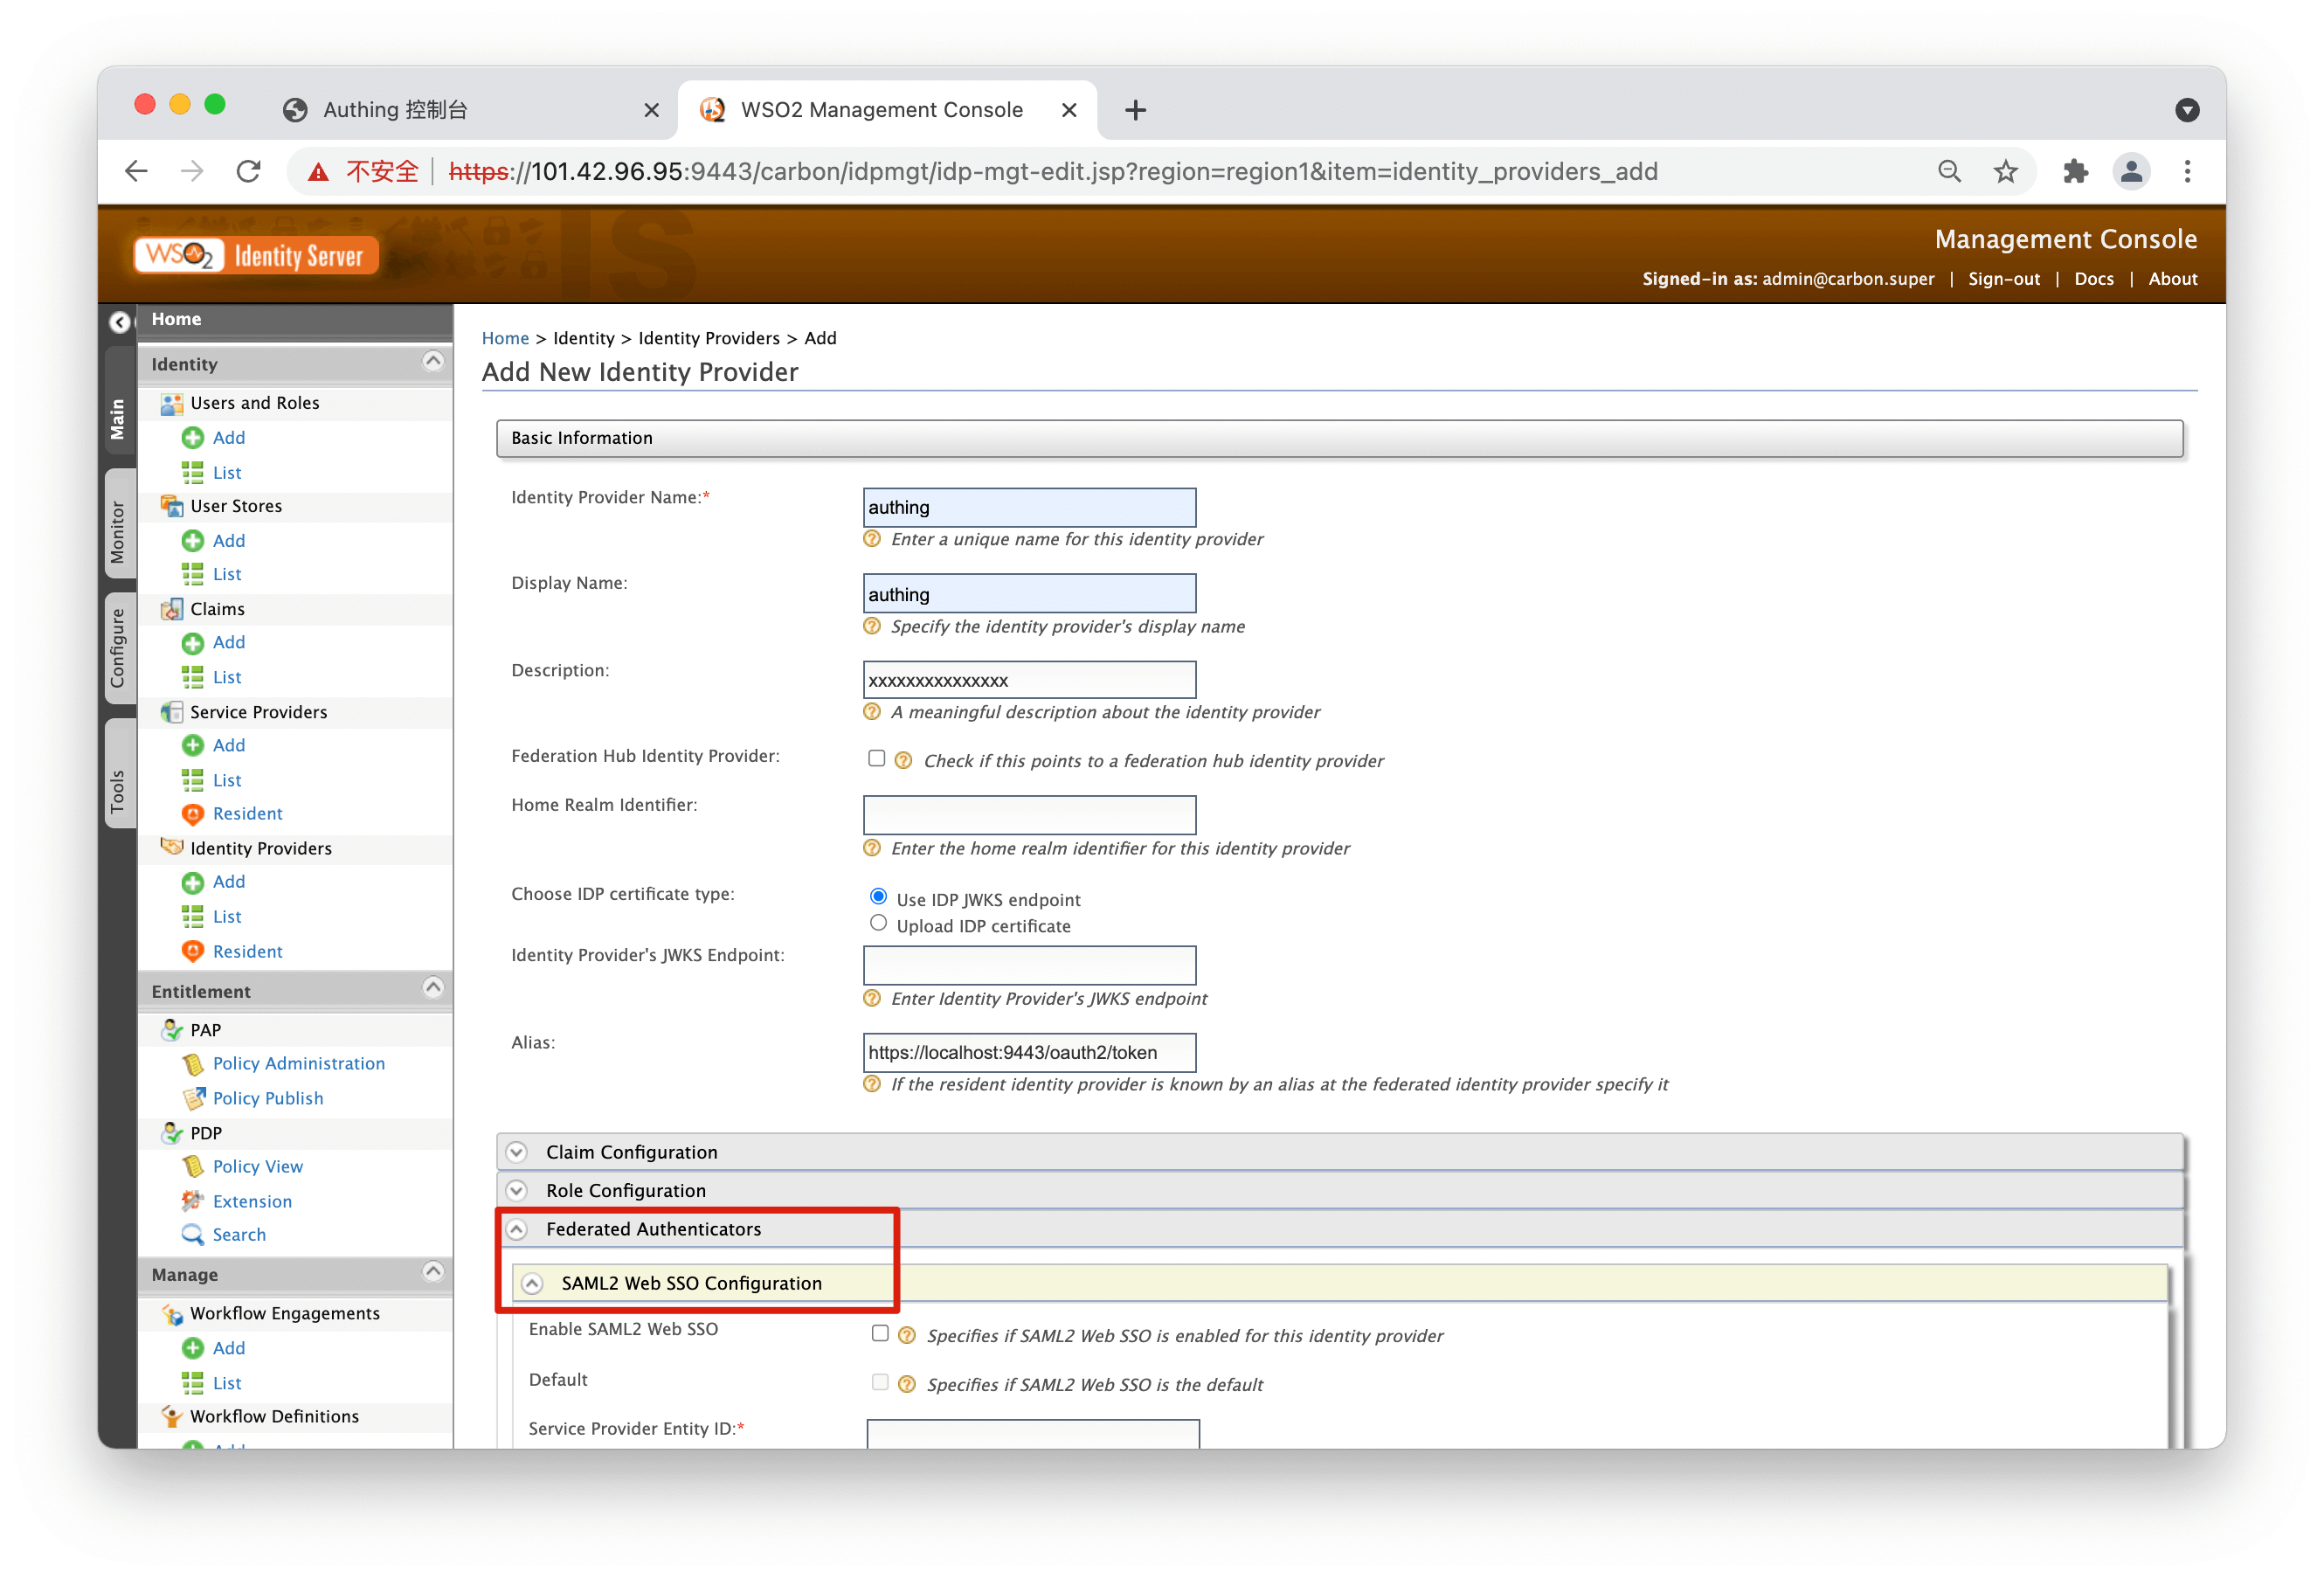 Authing 控制台
WSO2 Management Console
不安全 https://101.42.96.95:9443/carbon/idpmgt/idp-mgt-edit.jsp?region=region1&item=identity_providers_add
WSO2 Identity Server
IS
Management Console
Signed-in as: admin@carbon.super | Sign-out | Docs | About
Main
Monitor
Configure
Tools
Home
Identity
Users and Roles
Add
List
User Stores
Add
List
Claims
Add
List
Service Providers
Add
List
Resident
Identity Providers
Add
List
Resident
Entitlement
PAP
Policy Administration
Policy Publish
PDP
Policy View
Extension
Search
Manage
Workflow Engagements
Add
List
Workflow Definitions
Add
Home > Identity > Identity Providers > Add
Add New Identity Provider
Basic Information
Identity Provider Name:*
authing
Enter a unique name for this identity provider
Display Name:
authing
Specify the identity provider's display name
Description:
xxxxxxxxxxxxxxx
A meaningful description about the identity provider
Federation Hub Identity Provider:
Check if this points to a federation hub identity provider
Home Realm Identifier:
Enter the home realm identifier for this identity provider
Choose IDP certificate type:
Use IDP JWKS endpoint
Upload IDP certificate
Identity Provider's JWKS Endpoint:
Enter Identity Provider's JWKS endpoint
Alias:
https://localhost:9443/oauth2/token
If the resident identity provider is known by an alias at the federated identity provider specify it
Claim Configuration
Role Configuration
Federated Authenticators
SAML2 Web SSO Configuration
Enable SAML2 Web SSO
Specifies if SAML2 Web SSO is enabled for this identity provider
Default
Specifies if SAML2 Web SSO is the default
Service Provider Entity ID:*